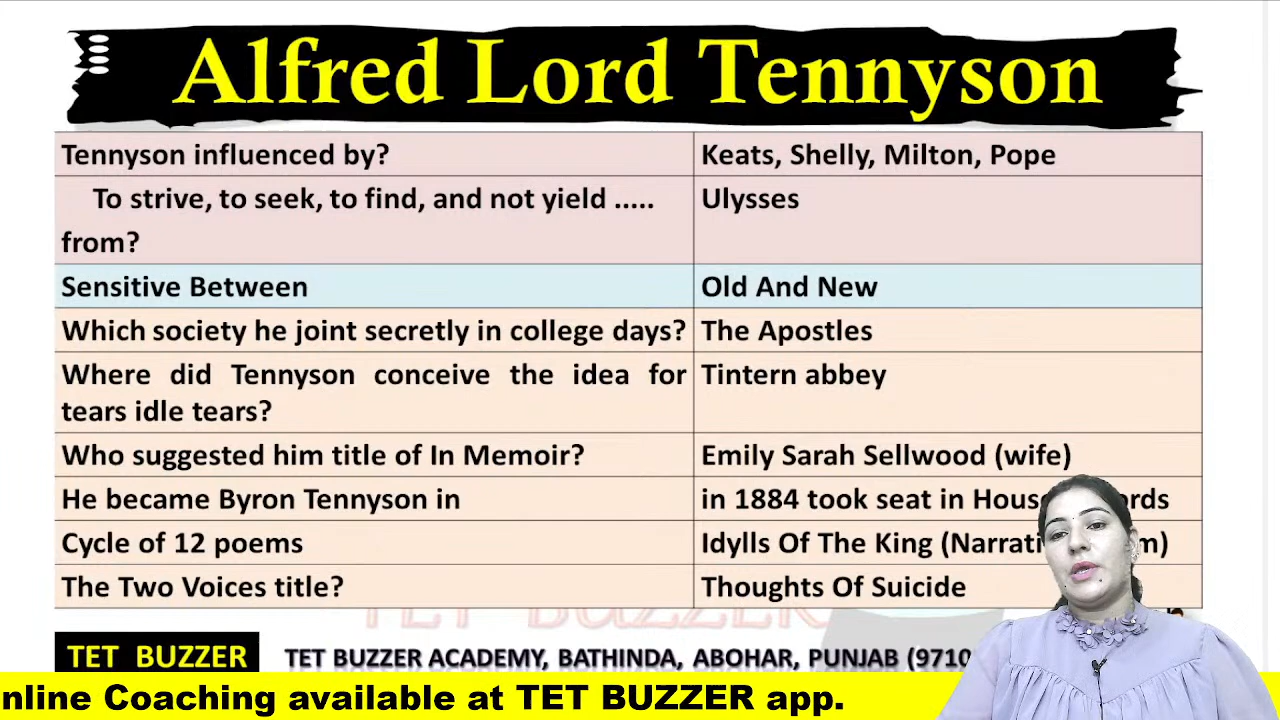 Alfred Lord Tennyson
Tennyson influenced by?
Keats, Shelly, Milton, Pope
To strive, to seek, to find, and not yield .....
from?
Ulysses
Sensitive Between
Old And New
Which society he joint secretly in college days?
The Apostles
Where did Tennyson conceive the idea for
tears idle tears?
Tintern abbey
Who suggested him title of In Memoir?
Emily Sarah Sellwood (wife)
He became Byron Tennyson in
in 1884 took seat in
Cycle of 12 poems
Idylls Of The King
The Two Voices title?
Thoughts Of Suicide
TET BUZZER
TET BUZZER
TET BUZZER ACADEMY, BATHINDA, ABOHAR, PUNJAB (9710
Coaching available at TET BUZZER app.